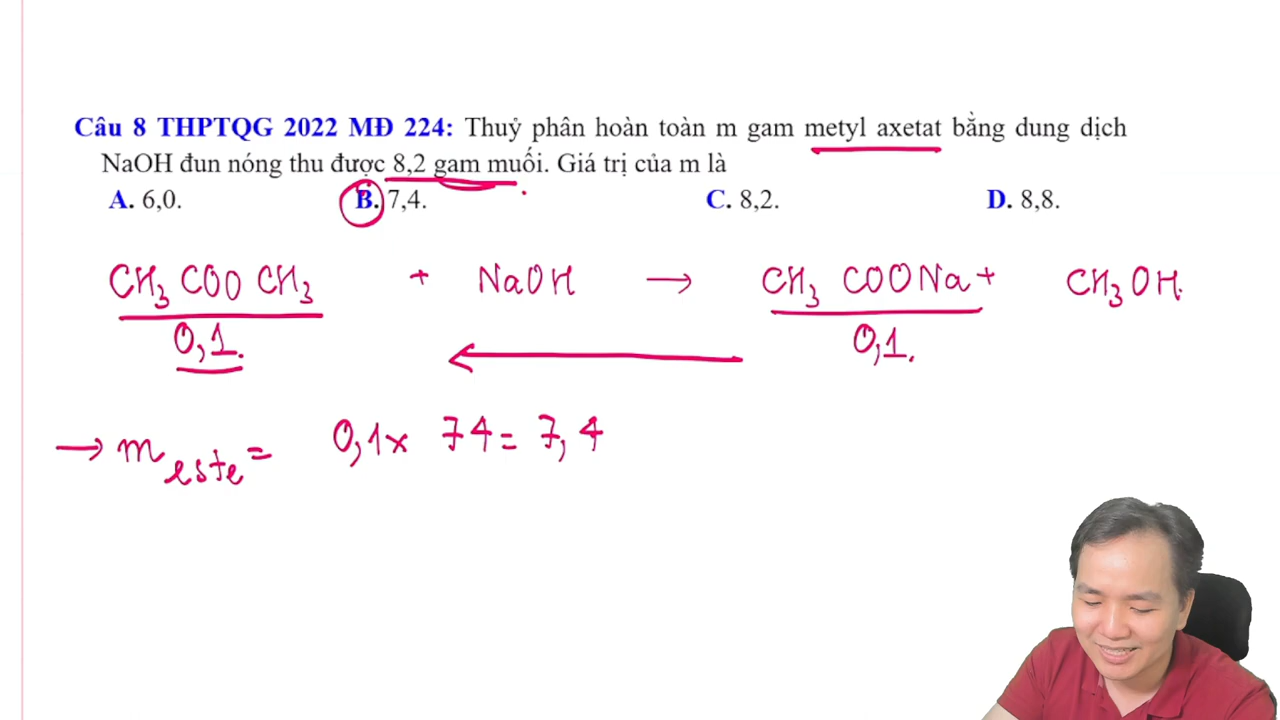 Câu 8 THPTQG 2022 MĐ 224: Thuỷ phân hoàn toàn m gam metyl axetat bằng dung dịch
NaOH đun nóng thu được 8,2 gam muối. Giá trị của m là
A. 6,0. B. 7,4. C. 8,2. D. 8,8.
CH₃COOCH₃ + NaOH → CH₃COONa + CH₃OH.
0,1. 0,1.
→ m este = 0,1x 74 = 7,4